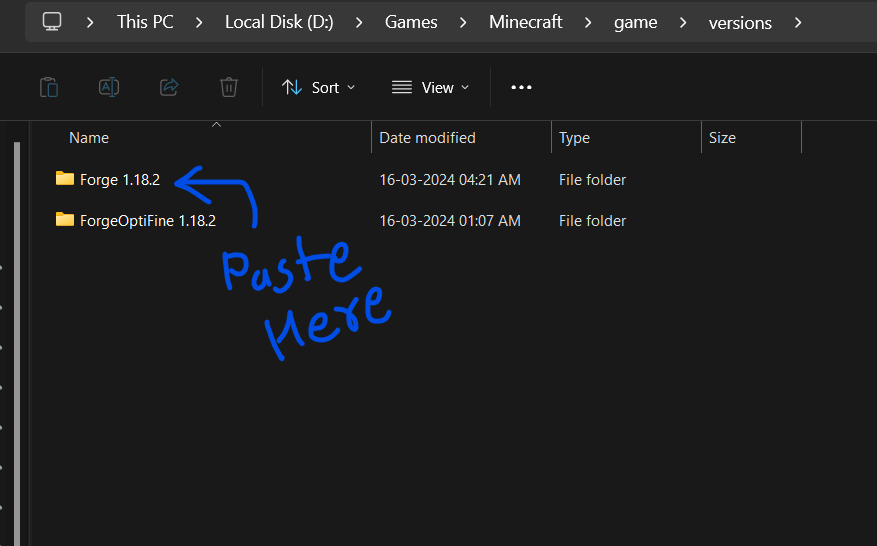 This PC > Local Disk (D:) > Games > Minecraft > game > versions >
Sort View
Name Date modified Type Size
Forge 1.18.2 16-03-2024 04:21 AM File folder
ForgeOptiFine 1.18.2 16-03-2024 01:07 AM File folder
Paste
Here